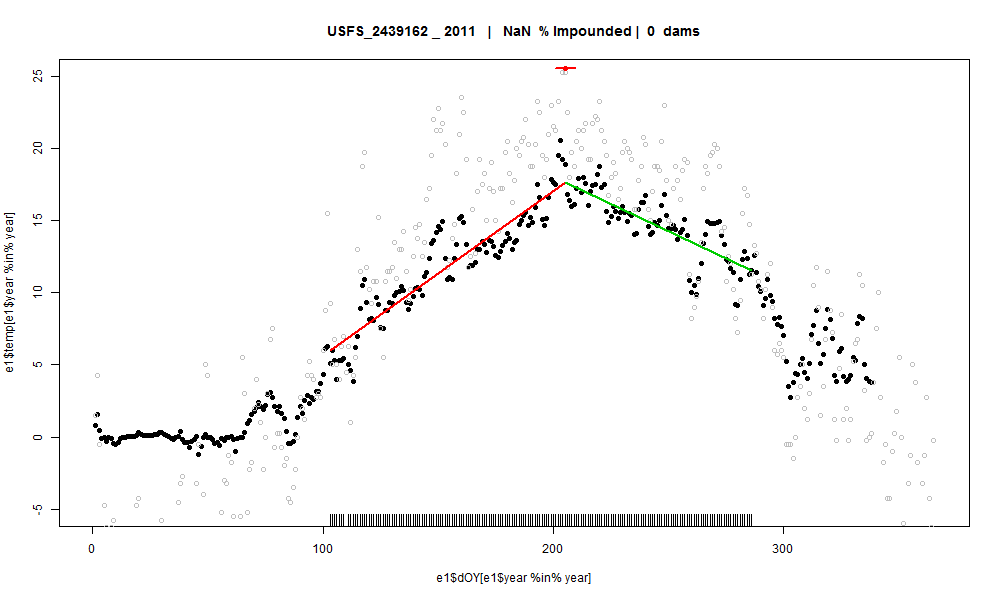 USFS_2439162 _ 2011 | NaN % Impounded | 0 dams
25
20
15
10
5
0
-5
e1$temp[e1$year %in% year]
0 100 200 300
e1$dOY[e1$year %in% year]